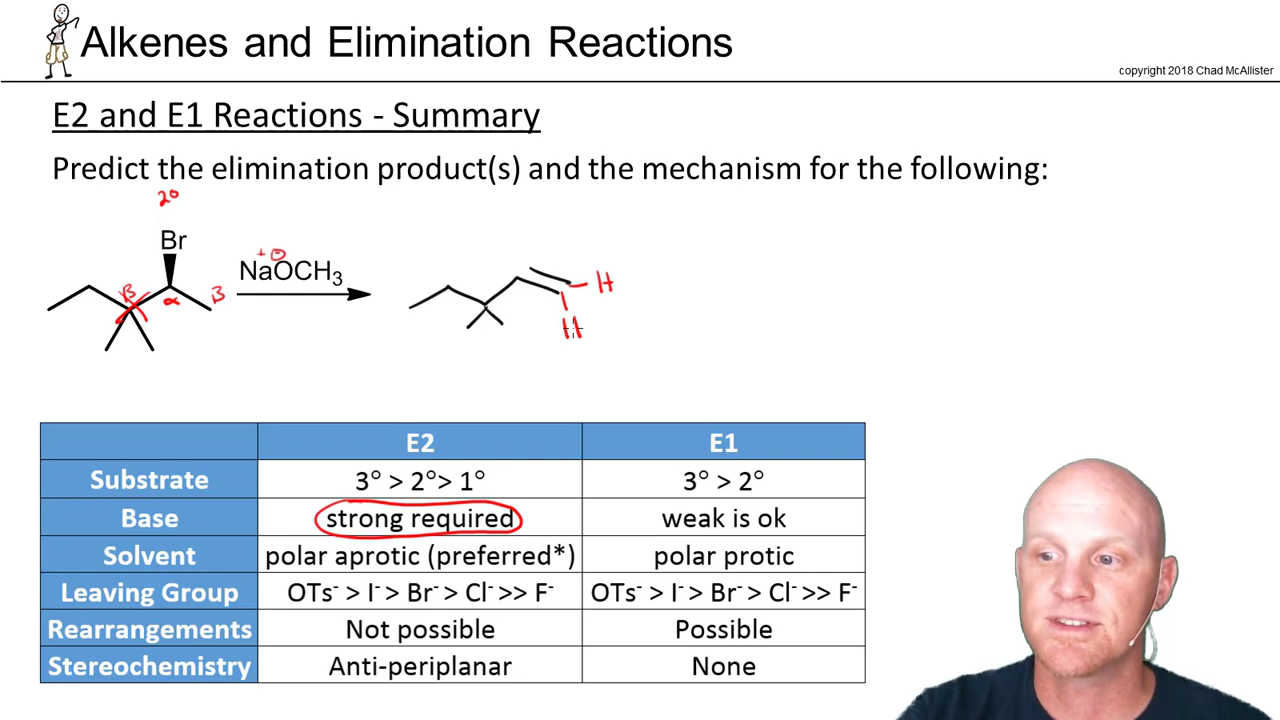 Alkenes and Elimination Reactions
copyright 2018 Chad McAllister
E2 and E1 Reactions - Summary
Predict the elimination product(s) and the mechanism for the following:
2°
Br
+ ⊖
NaOCH₃
β α β
H
H
E2 E1
Substrate 3° > 2°> 1° 3° > 2°
Base strong required weak is ok
Solvent polar aprotic (preferred*) polar protic
Leaving Group OTs⁻ > I⁻ > Br⁻ > Cl⁻ >> F⁻ OTs⁻ > I⁻ > Br⁻ > Cl⁻ >> F⁻
Rearrangements Not possible Possible
Stereochemistry Anti-periplanar None